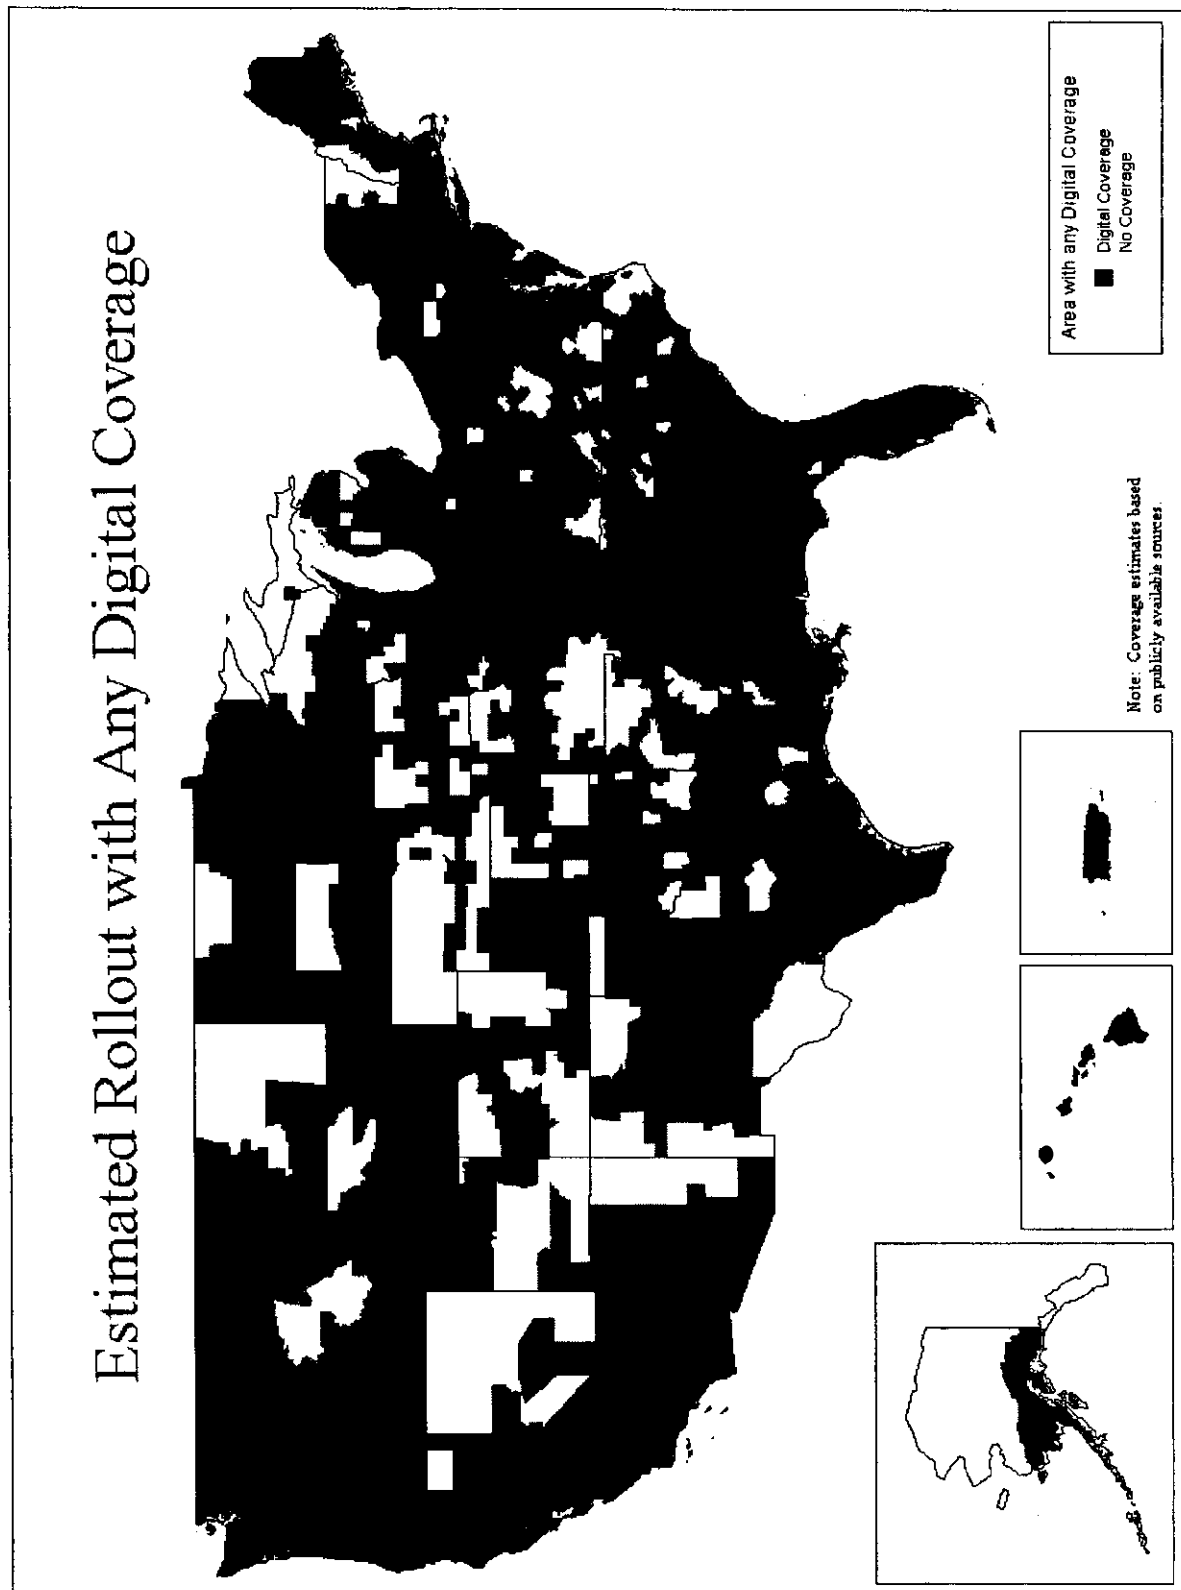 Estimated Rollout with Any Digital Coverage
Area with any Digital Coverage
Digital Coverage
No Coverage
Note: Coverage estimates based
on publicly available sources.